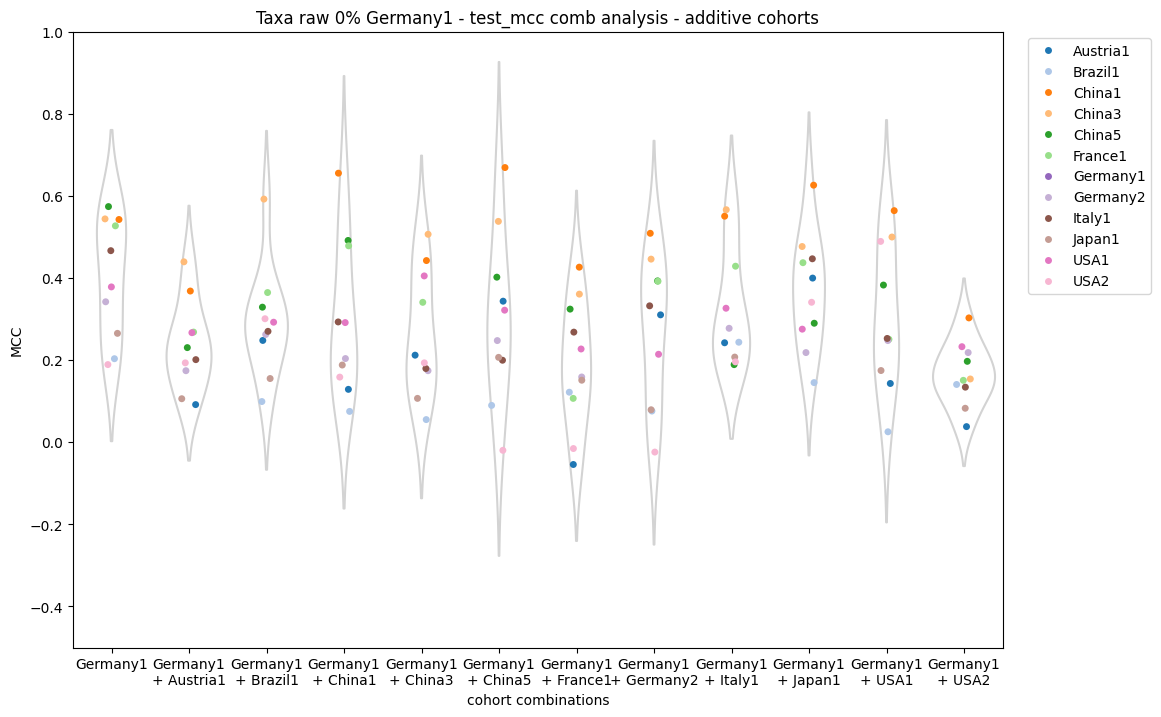 Taxa raw 0% Germany1 - test_mcc comb analysis - additive cohorts
MCC
1.0
0.8
0.6
0.4
0.2
0.0
−0.2
−0.4
Germany1
Germany1
+ Austria1
Germany1
+ Brazil1
Germany1
+ China1
Germany1
+ China3
Germany1
+ China5
Germany1
+ France1
Germany1
+ Germany2
Germany1
+ Italy1
Germany1
+ Japan1
Germany1
+ USA1
Germany1
+ USA2
cohort combinations
Austria1
Brazil1
China1
China3
China5
France1
Germany1
Germany2
Italy1
Japan1
USA1
USA2